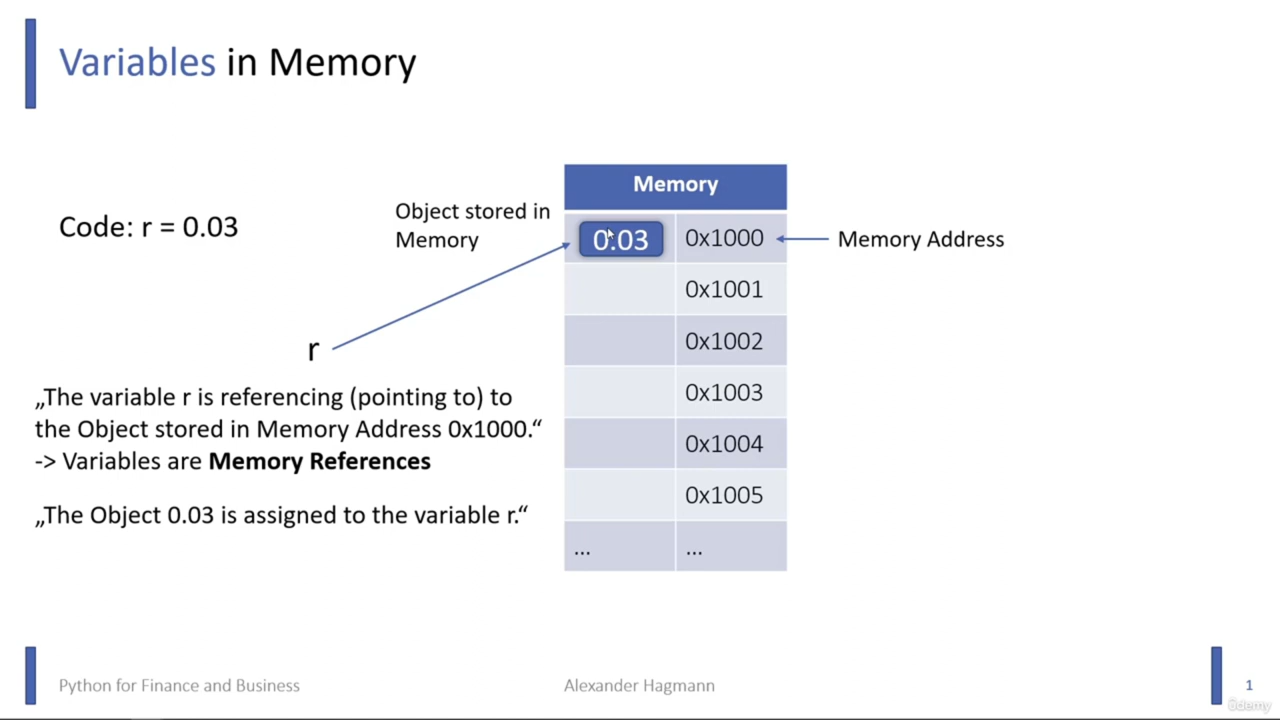 Variables in Memory
Code: r = 0.03
Object stored in
Memory
r
„The variable r is referencing (pointing to) to
the Object stored in Memory Address 0x1000.“
-> Variables are Memory References
„The Object 0.03 is assigned to the variable r.“
Memory
0.03 0x1000
Memory Address
0x1001
0x1002
0x1003
0x1004
0x1005
... ...
Python for Finance and Business
Alexander Hagmann
1
ûdemy